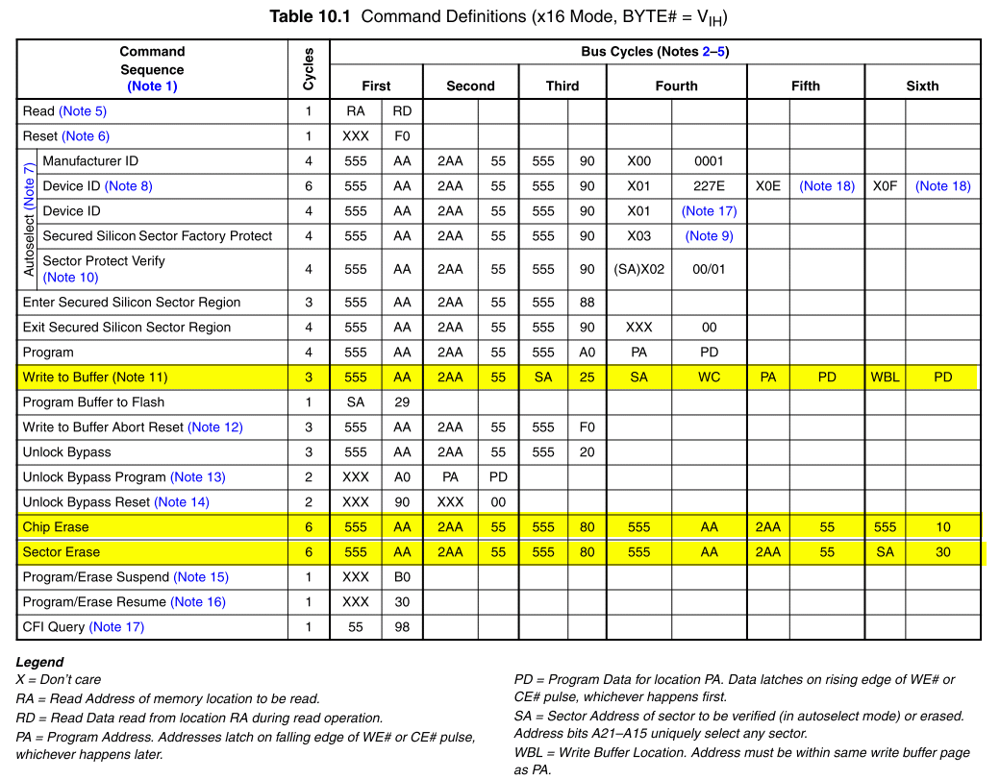 Table 10.1 Command Definitions (x16 Mode, BYTE# = VIH)
Command
Sequence
(Note 1)
Cycles
Bus Cycles (Notes 2–5)
First Second Third Fourth Fifth Sixth
Read (Note 5) 1 RA RD
Reset (Note 6) 1 XXX F0
Autoselect (Note 7)
Manufacturer ID 4 555 AA 2AA 55 555 90 X00 0001
Device ID (Note 8) 6 555 AA 2AA 55 555 90 X01 227E X0E (Note 18) X0F (Note 18)
Device ID 4 555 AA 2AA 55 555 90 X01 (Note 17)
Secured Silicon Sector Factory Protect 4 555 AA 2AA 55 555 90 X03 (Note 9)
Sector Protect Verify
(Note 10) 4 555 AA 2AA 55 555 90 (SA)X02 00/01
Enter Secured Silicon Sector Region 3 555 AA 2AA 55 555 88
Exit Secured Silicon Sector Region 4 555 AA 2AA 55 555 90 XXX 00
Program 4 555 AA 2AA 55 555 A0 PA PD
Write to Buffer (Note 11) 3 555 AA 2AA 55 SA 25 SA WC PA PD WBL PD
Program Buffer to Flash 1 SA 29
Write to Buffer Abort Reset (Note 12) 3 555 AA 2AA 55 555 F0
Unlock Bypass 3 555 AA 2AA 55 555 20
Unlock Bypass Program (Note 13) 2 XXX A0 PA PD
Unlock Bypass Reset (Note 14) 2 XXX 90 XXX 00
Chip Erase 6 555 AA 2AA 55 555 80 555 AA 2AA 55 555 10
Sector Erase 6 555 AA 2AA 55 555 80 555 AA 2AA 55 SA 30
Program/Erase Suspend (Note 15) 1 XXX B0
Program/Erase Resume (Note 16) 1 XXX 30
CFI Query (Note 17) 1 55 98
Legend
X = Don't care
RA = Read Address of memory location to be read.
RD = Read Data read from location RA during read operation.
PA = Program Address. Addresses latch on falling edge of WE# or CE# pulse,
whichever happens later.
PD = Program Data for location PA. Data latches on rising edge of WE# or
CE# pulse, whichever happens first.
SA = Sector Address of sector to be verified (in autoselect mode) or erased.
Address bits A21–A15 uniquely select any sector.
WBL = Write Buffer Location. Address must be within same write buffer page
as PA.